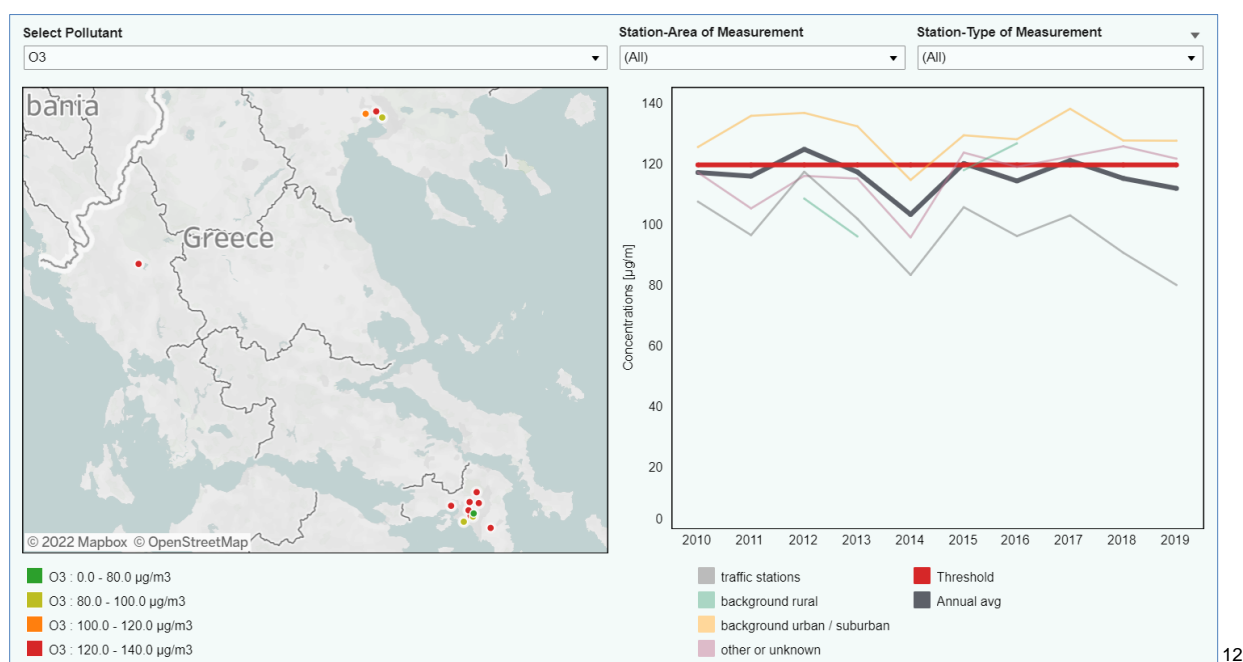 Select Pollutant
O3
Station-Area of Measurement
(All)
Station-Type of Measurement
(All)
bania
Greece
© 2022 Mapbox © OpenStreetMap
O3 : 0.0 - 80.0 µg/m3
O3 : 80.0 - 100.0 µg/m3
O3 : 100.0 - 120.0 µg/m3
O3 : 120.0 - 140.0 µg/m3
Concentrations [µg/m]
140
120
100
80
60
40
20
0
2010 2011 2012 2013 2014 2015 2016 2017 2018 2019
traffic stations
background rural
background urban / suburban
other or unknown
Threshold
Annual avg
12